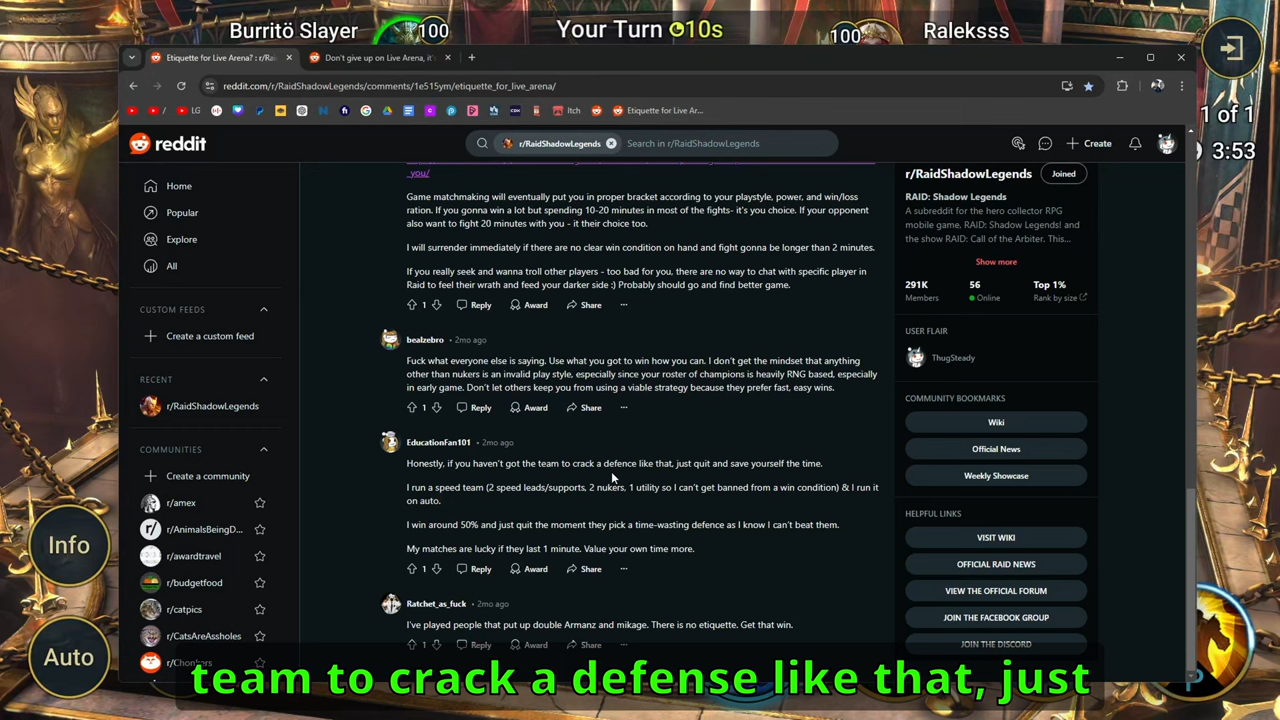 Burritö Slayer
100
Your Turn 10s
100
Raleksss
Etiquette for Live Arena? : r/Rai
Don't give up on Live Arena, it'
reddit.com/r/RaidShadowLegends/comments/1e515ym/etiquette_for_live_arena/
LG
Itch
Etiquette for Live Ar...
1 of 1
3:53
reddit
r/RaidShadowLegends
Search in r/RaidShadowLegends
Create
Home
Popular
Explore
All
CUSTOM FEEDS
Create a custom feed
RECENT
r/RaidShadowLegends
COMMUNITIES
Create a community
r/amex
r/AnimalsBeingD...
r/awardtravel
r/budgetfood
r/catpics
r/CatsAreAssholes
r/Chonkers
you/
Game matchmaking will eventually put you in proper bracket according to your playstyle, power, and win/loss
ration. If you gonna win a lot but spending 10-20 minutes in most of the fights- it's you choice. If your opponent
also want to fight 20 minutes with you - it their choice too.
I will surrender immediately if there are no clear win condition on hand and fight gonna be longer than 2 minutes.
If you really seek and wanna troll other players - too bad for you, there are no way to chat with specific player in
Raid to feel their wrath and feed your darker side :) Probably should go and find better game.
1 Reply Award Share ...
bealzebro • 2mo ago
Fuck what everyone else is saying. Use what you got to win how you can. I don't get the mindset that anything
other than nukers is an invalid play style, especially since your roster of champions is heavily RNG based, especially
in early game. Don't let others keep you from using a viable strategy because they prefer fast, easy wins.
1 Reply Award Share ...
EducationFan101 • 2mo ago
Honestly, if you haven't got the team to crack a defence like that, just quit and save yourself the time.
I run a speed team (2 speed leads/supports, 2 nukers, 1 utility so I can't get banned from a win condition) & I run it
on auto.
I win around 50% and just quit the moment they pick a time-wasting defence as I know I can't beat them.
My matches are lucky if they last 1 minute. Value your own time more.
1 Reply Award Share ...
Ratchet_as_fuck • 2mo ago
I've played people that put up double Armanz and mikage. There is no etiquette. Get that win.
1 Reply Award Share ...
r/RaidShadowLegends
Joined
RAID: Shadow Legends
A subreddit for the hero collector RPG
mobile game, RAID: Shadow Legends! and
the show RAID: Call of the Arbiter. This...
Show more
291K 56 Top 1%
Members Online Rank by size
USER FLAIR
ThugSteady
COMMUNITY BOOKMARKS
Wiki
Official News
Weekly Showcase
HELPFUL LINKS
VISIT WIKI
OFFICIAL RAID NEWS
VIEW THE OFFICIAL FORUM
JOIN THE FACEBOOK GROUP
JOIN THE DISCORD
Info
Auto
team to crack a defense like that, just